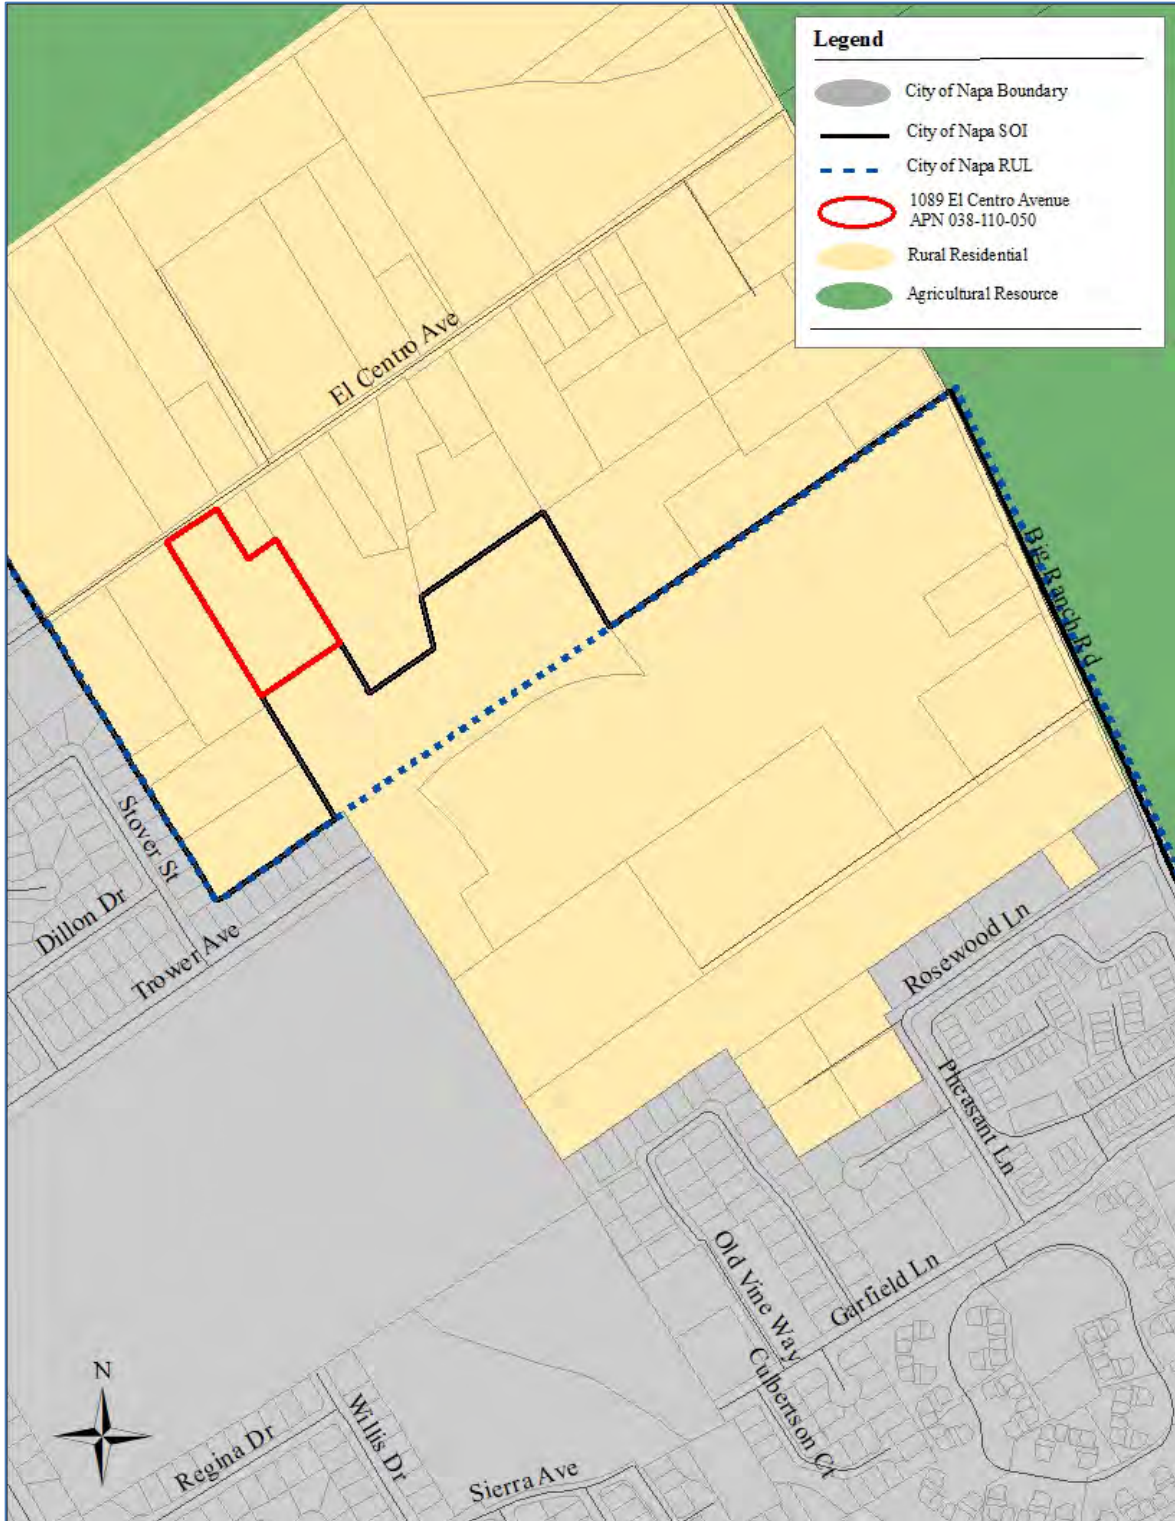 Legend
City of Napa Boundary
City of Napa SOI
City of Napa RUL
1089 El Centro Avenue
APN 038-110-050
Rural Residential
Agricultural Resource
El Centro Ave
Big Ranch Rd
Stover St
Dillon Dr
Trower Ave
Rosewood Ln
Pheasant Ln
Old Vine Way
Garfield Ln
Culbertson Ct
N
Willis Dr
Regina Dr
Sierra Ave